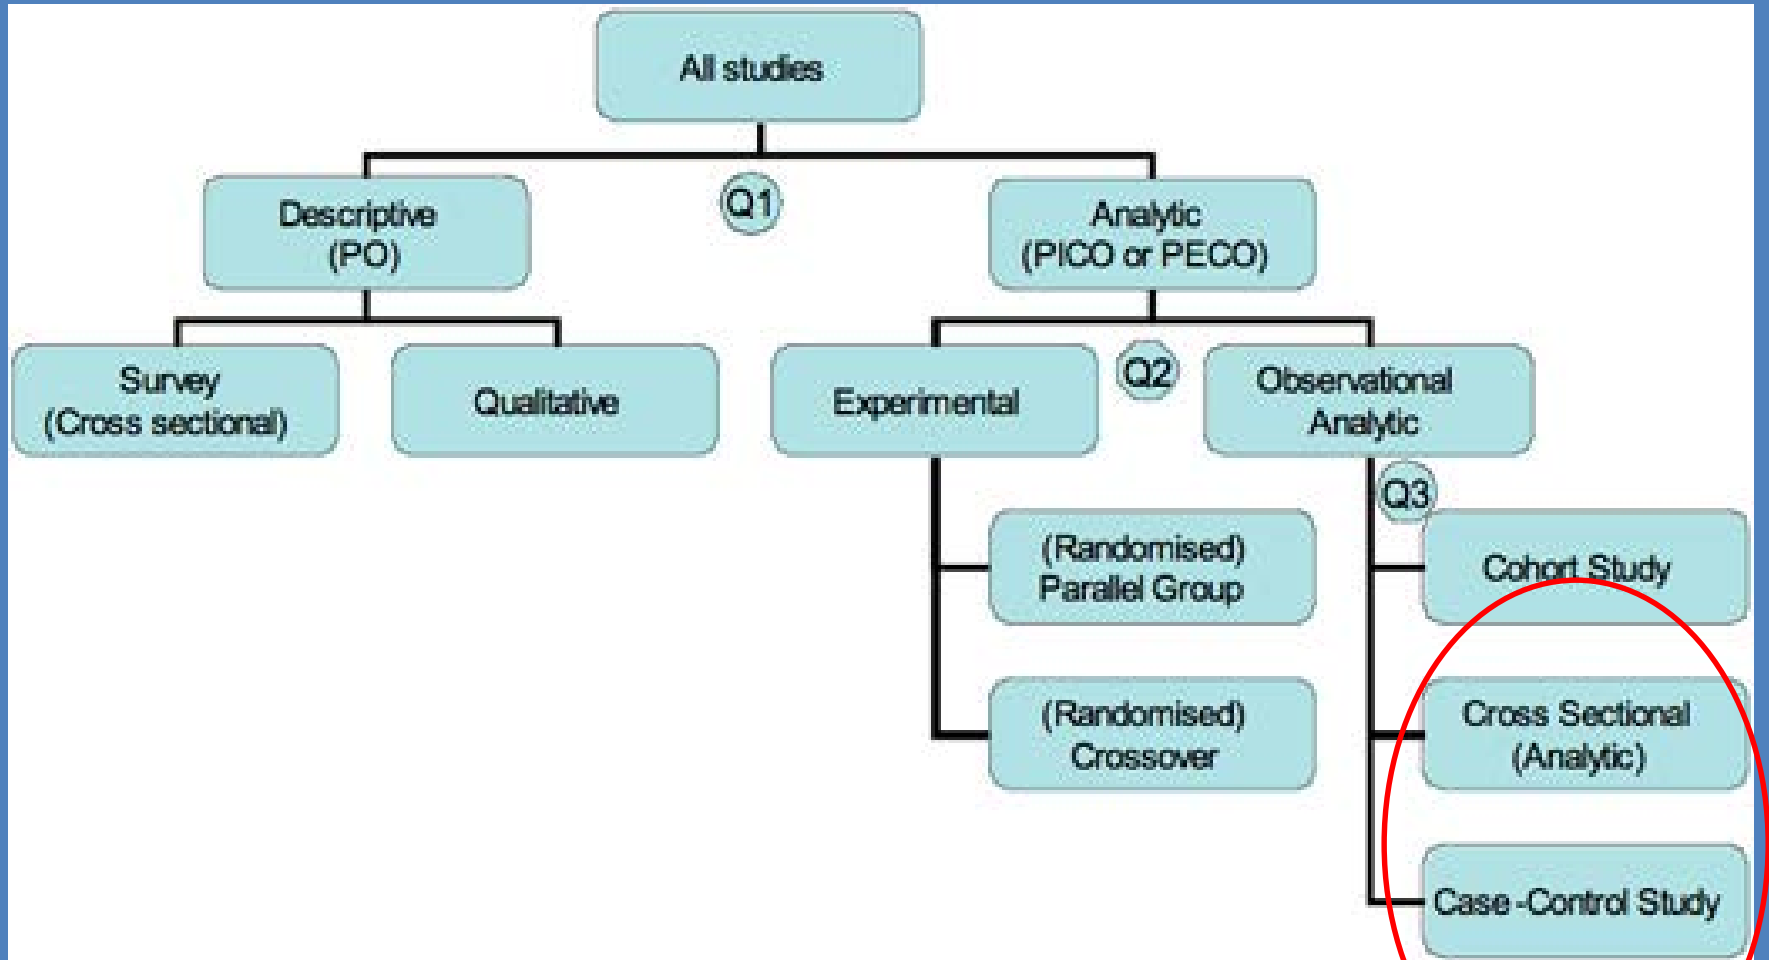 All studies
Descriptive
(PO)
Q1
Analytic
(PICO or PECO)
Survey
(Cross sectional)
Qualitative
Experimental
Q2
Observational
Analytic
Q3
(Randomised)
Parallel Group
Cohort Study
(Randomised)
Crossover
Cross Sectional
(Analytic)
Case-Control Study